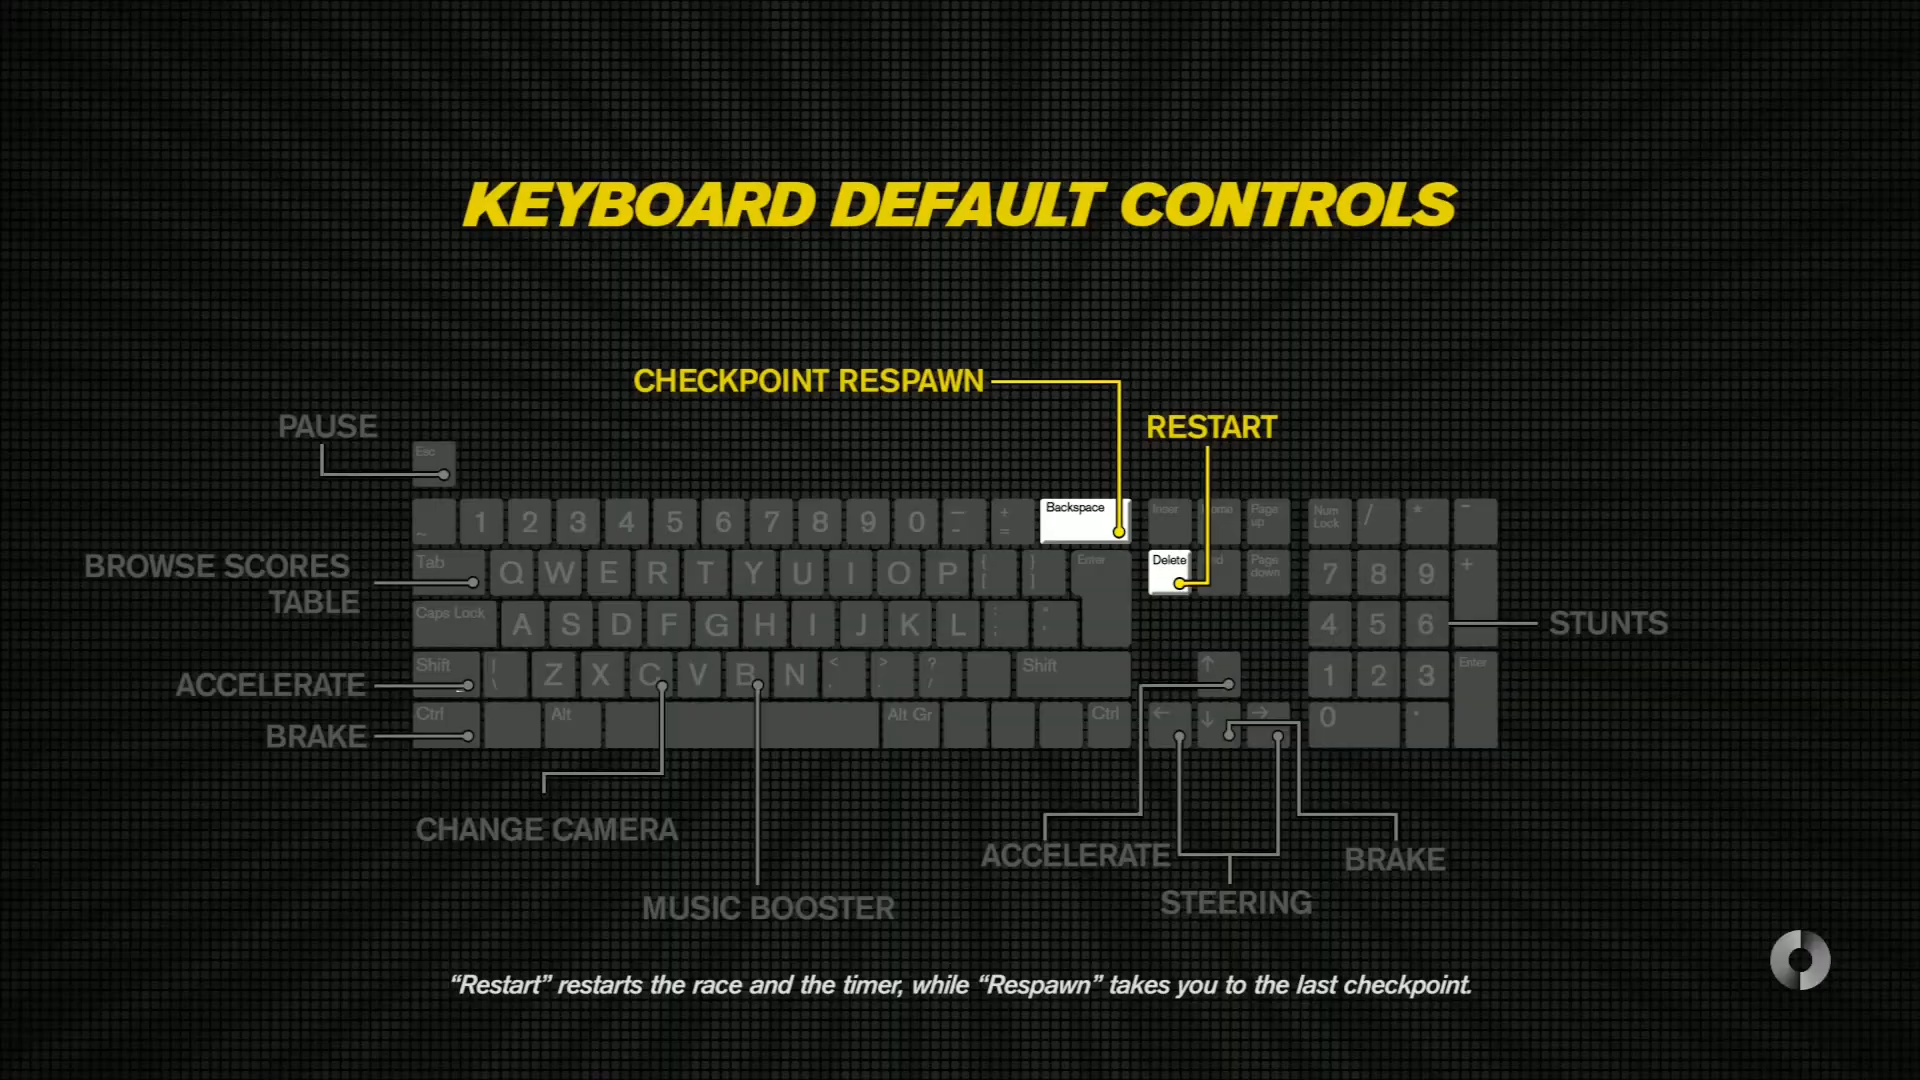 KEYBOARD DEFAULT CONTROLS
CHECKPOINT RESPAWN
RESTART
PAUSE
Esc
~ 1 2 3 4 5 6 7 8 9 0 — - + = Backspace Page up Num Lock / * -
BROWSE SCORES
TABLE
Tab Q W E R T Y U I O P { [ } ] Enter Delete Page down 7 8 9 +
Caps Lock A S D F G H I J K L : ; 4 5 6
STUNTS
ACCELERATE
Shift | \ Z X C V B N < , > . ? / Shift ↑ 1 2 3 Enter
BRAKE
Ctrl Alt Alt Gr Ctrl ← ↓ → 0 .
CHANGE CAMERA
ACCELERATE
BRAKE
STEERING
MUSIC BOOSTER
“Restart” restarts the race and the timer, while “Respawn” takes you to the last checkpoint.